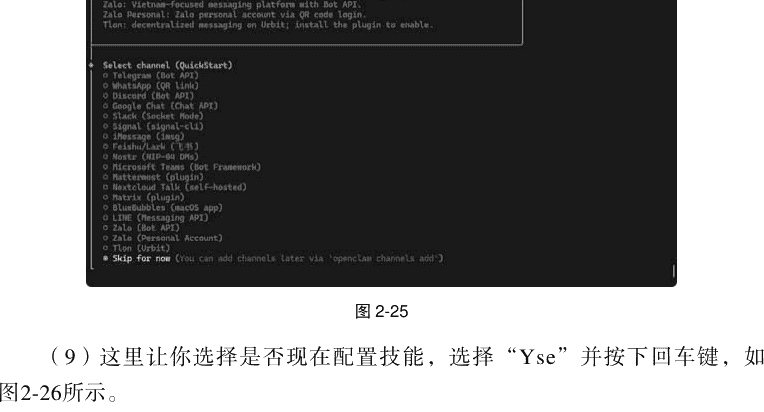 Zalo: Vietnam-focused messaging platform with Bot API.
Zalo Personal: Zalo personal account via QR code login.
Tlon: decentralized messaging on Urbit; install the plugin to enable.
Select channel (QuickStart)
Telegram (Bot API)
WhatsApp (QR link)
Discord (Bot API)
Google Chat (Chat API)
Slack (Socket Mode)
Signal (signal-cli)
iMessage (imsg)
Feishu/Lark (飞书)
Nostr (NIP-04 DMs)
Microsoft Teams (Bot Framework)
Mattermost (plugin)
Nextcloud Talk (self-hosted)
Matrix (plugin)
BlueBubbles (macOS app)
LINE (Messaging API)
Zalo (Bot API)
Zalo (Personal Account)
Tlon (Urbit)
Skip for now (You can add channels later via 'openclaw channels add')
图 2-25
（9）这里让你选择是否现在配置技能，选择“Yse”并按下回车键，如
图2-26所示。